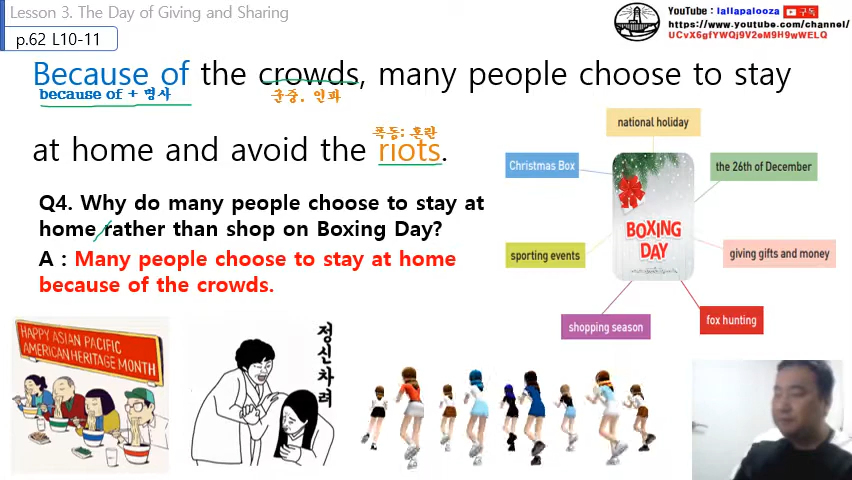 Lesson 3. The Day of Giving and Sharing
YouTube : lallapalooza 구독
https://www.youtube.com/channel/
UCvX6gfYWQj9V2eM9H9wWELQ
p.62 L10-11
Because of the crowds, many people choose to stay
because of + 명사
군중. 인파
폭동: 혼란
at home and avoid the riots.
Q4. Why do many people choose to stay at
home rather than shop on Boxing Day?
A : Many people choose to stay at home
because of the crowds.
national holiday
Christmas Box
the 26th of December
BOXING
DAY
sporting events
giving gifts and money
shopping season
fox hunting
HAPPY ASIAN PACIFIC
AMERICAN HERITAGE MONTH
정신차려